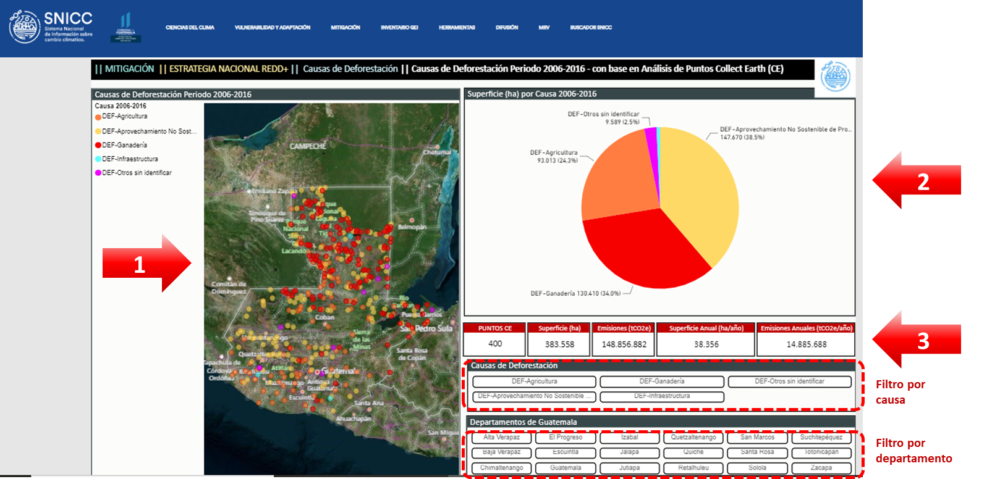 SNICC
Sistema Nacional
de Información sobre
cambio climatico.
CIENCIAS DEL CLIMA
VULNERABILIDAD Y ADAPTACIÓN
MITIGACIÓN
INVENTARIO GEI
HERRAMIENTAS
DIFUSIÓN
MRV
BUSCADOR SNICC
|| MITIGACIÓN || ESTRATEGIA NACIONAL REDD+ || Causas de Deforestación || Causas de Deforestación Periodo 2006-2016 - con base en Análisis de Puntos Collect Earth (CE)
Causas de Deforestación Periodo 2006-2016
Causa 2006-2016
DEF-Agricultura
DEF-Aprovechamiento No Sost...
DEF-Ganadería
DEF-Infraestructura
DEF-Otros sin identificar
CAMPECHE
Chetumal
Emiliano Zapata
Tenosique de
Pino Suárez
Parque
Nacional
Lacandón
Belmopán
Comitán de
Domínguez
Coban
Puerto Barrios
San Pedro Sula
Sierra
de las
Minas
Santa Rosa
de Copán
Tapachula de
Córdova
Ordóñez
Atitlán
Guatemala
Antigua
Guatemala
Escuintla
Santa Ana
Ahuachapán
San Migue
1
Superficie (ha) por Causa 2006-2016
DEF-Otros sin identificar
9.589 (2,5%)
DEF-Aprovechamiento No Sostenible de Pro...
147.670 (38,5%)
DEF-Agricultura
93.013 (24,3%)
DEF-Ganadería 130.410 (34,0%)
2
PUNTOS CE
Superficie (ha)
Emisiones (tCO2e)
Superficie Anual (ha/año)
Emisiones Anuales (tCO2e/año)
400
383.558
148.856.882
38.356
14.885.688
3
Causas de Deforestación
DEF-Agricultura
DEF-Ganadería
DEF-Otros sin identificar
DEF-Aprovechamiento No Sostenible ...
DEF-Infraestructura
Filtro por
causa
Departamentos de Guatemala
Alta Verapaz
El Progreso
Izabal
Quetzaltenango
San Marcos
Suchitepéquez
Baja Verapaz
Escuintla
Jalapa
Quiche
Santa Rosa
Totonicapan
Chimaltenango
Guatemala
Jutiapa
Retalhuleu
Solola
Zacapa
Filtro por
departamento